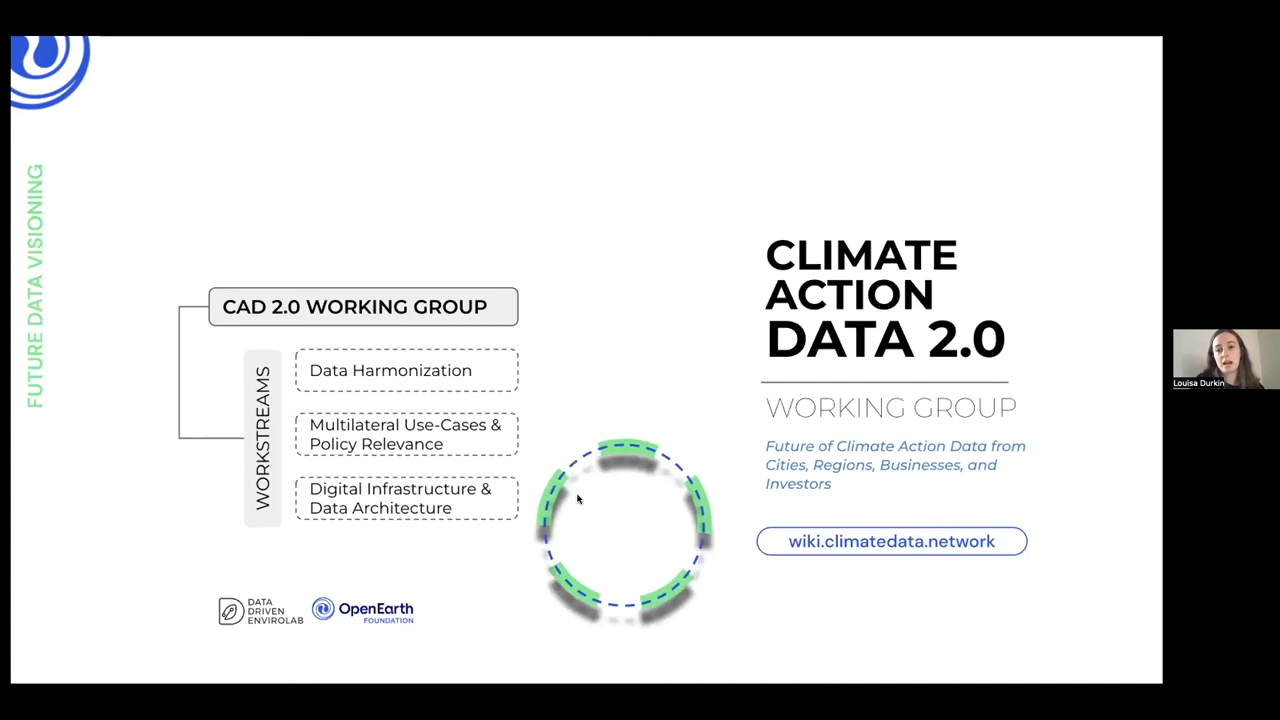 FUTURE DATA VISIONING
CAD 2.0 WORKING GROUP
WORKSTREAMS
Data Harmonization
Multilateral Use-Cases &
Policy Relevance
Digital Infrastructure &
Data Architecture
DATA
DRIVEN
ENVIROLAB
OpenEarth
FOUNDATION
CLIMATE
ACTION
DATA 2.0
WORKING GROUP
Future of Climate Action Data from
Cities, Regions, Businesses, and
Investors
wiki.climatedata.network
Louisa Durkin